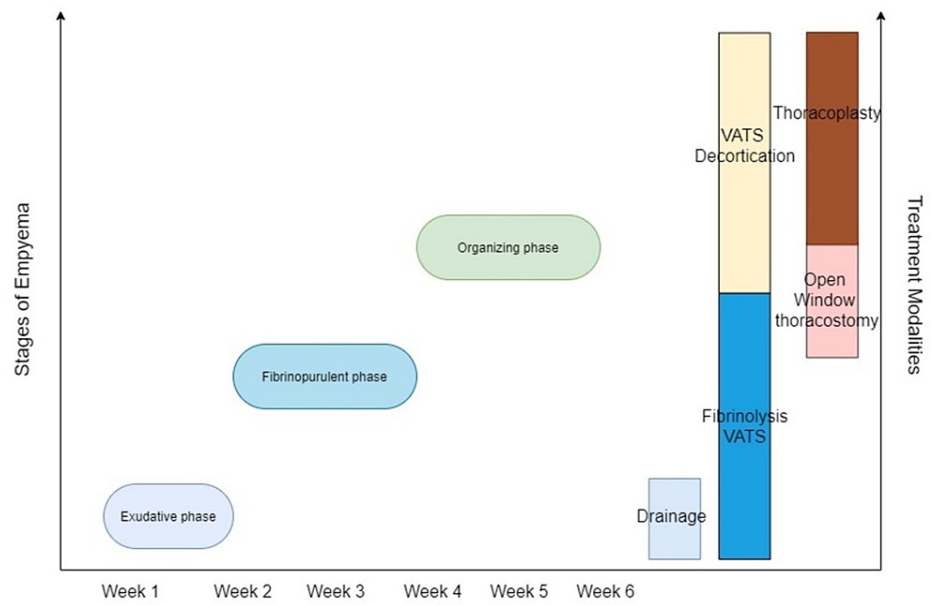 Stages of Empyema
Treatment Modalities
VATS
Decortication
Thoracoplasty
Organizing phase
Open
Window
thoracostomy
Fibrinopurulent phase
Fibrinolysis
VATS
Exudative phase
Drainage
Week 1
Week 2
Week 3
Week 4
Week 5
Week 6